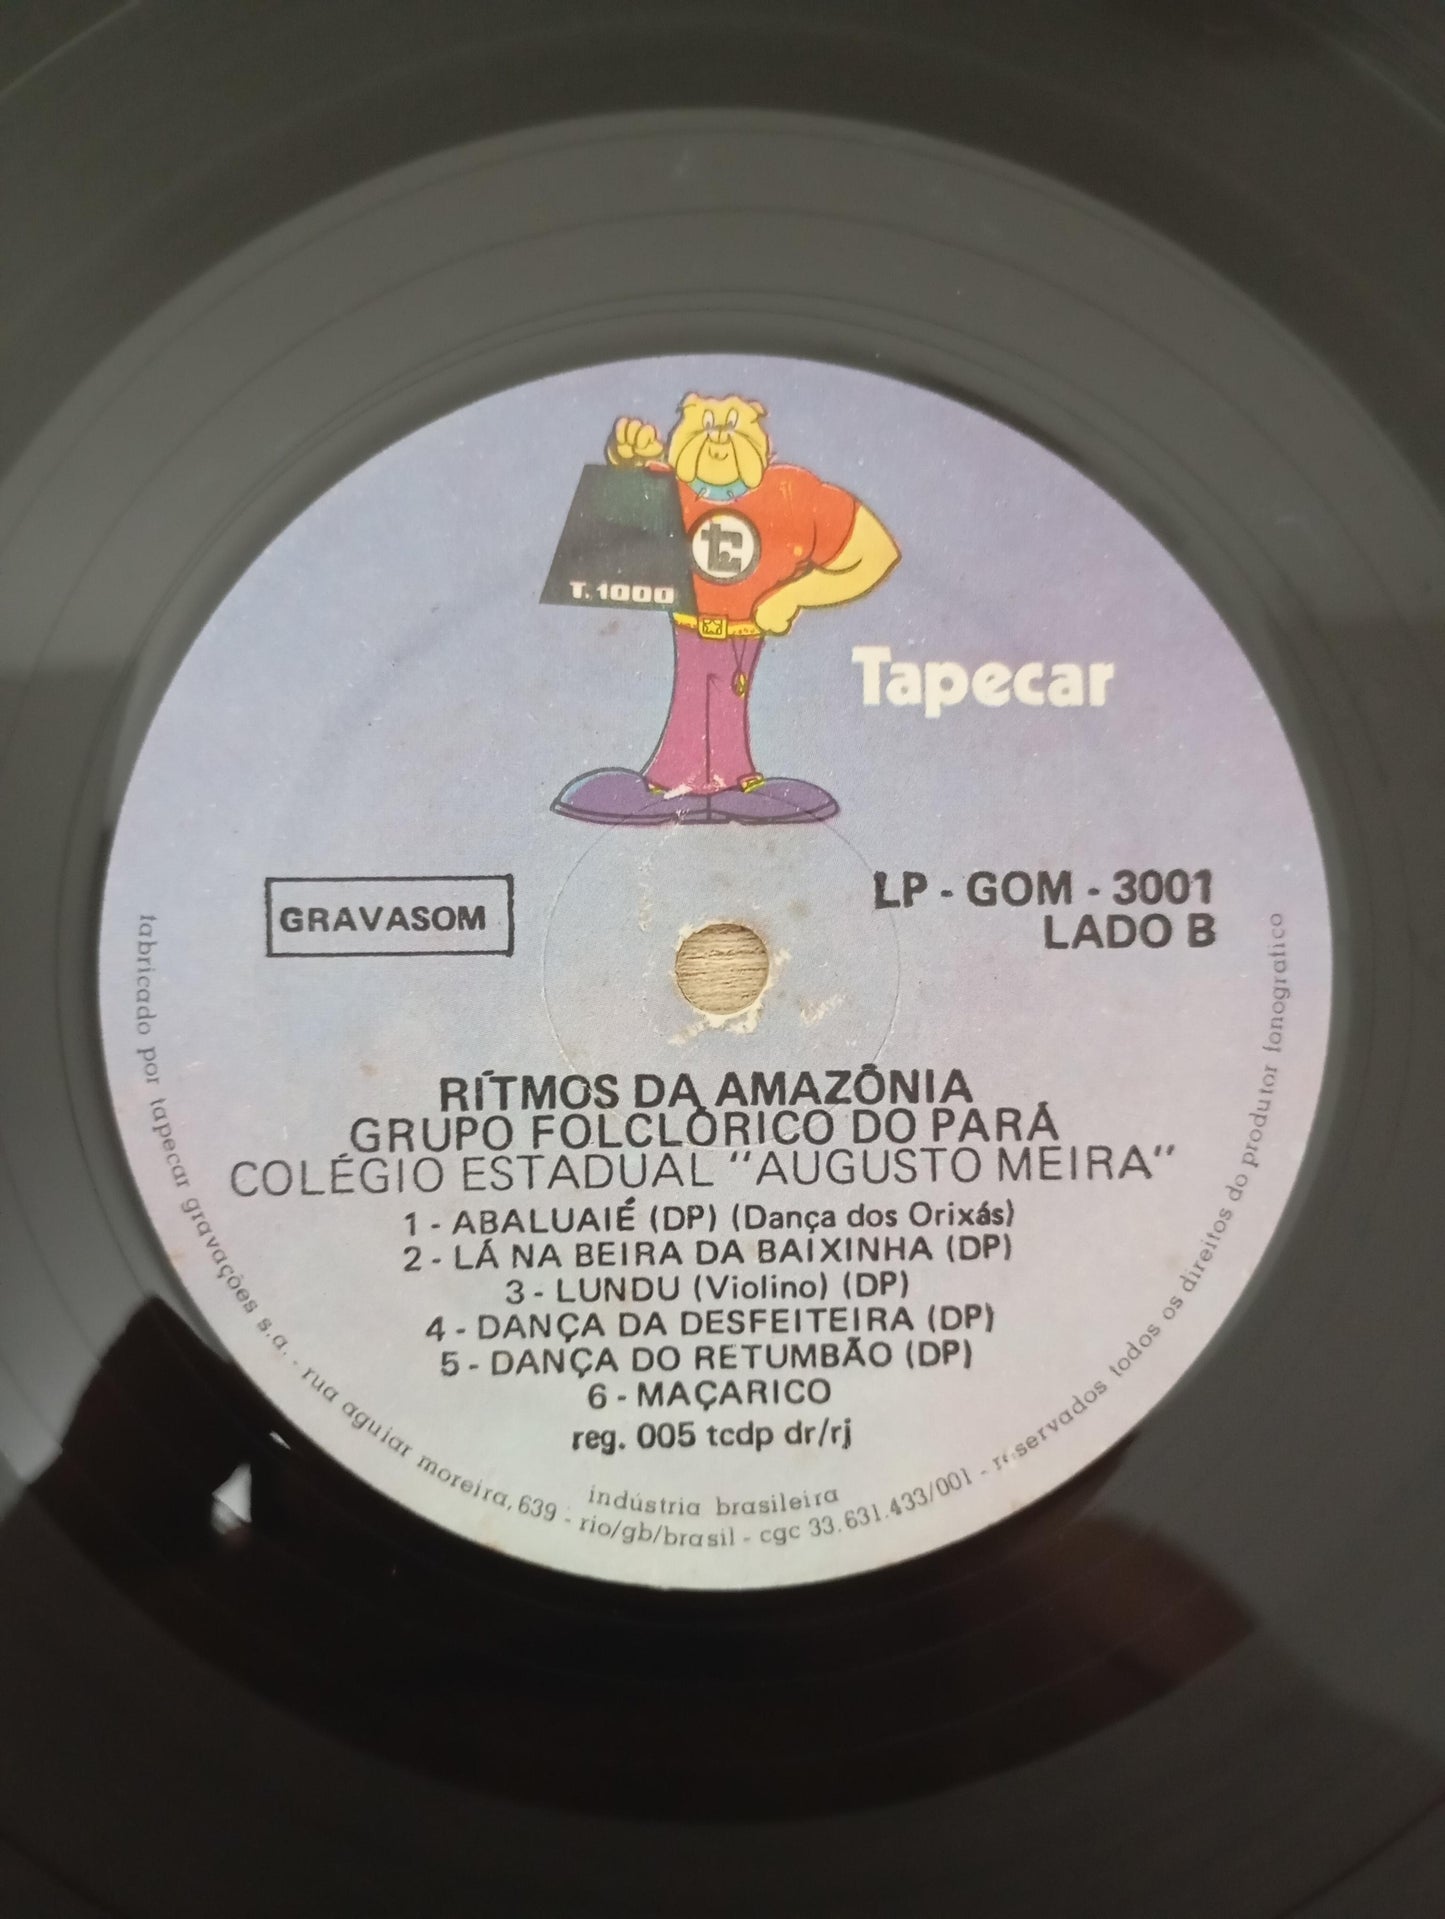 T.1000
Tapecar
GRAVASOM
LP - GOM - 3001
LADO B
RÍTMOS DA AMAZÔNIA
GRUPO FOLCLÓRICO DO PARÁ
COLÉGIO ESTADUAL "AUGUSTO MEIRA"
1 - ABALUAIÉ (DP) (Dança dos Orixás)
2 - LÁ NA BEIRA DA BAIXINHA (DP)
3 - LUNDU (Violino) (DP)
4 - DANÇA DA DESFEITEIRA (DP)
5 - DANÇA DO RETUMBÃO (DP)
6 - MAÇARICO
reg. 005 tcdp dr/rj
indústria brasileira
fabricado por tapecar gravações s.a. - rua aguiar moreira, 639 - rio/gb/brasil - cgc 33.631.433/001 - reservados todos os direitos do produtor fonografico